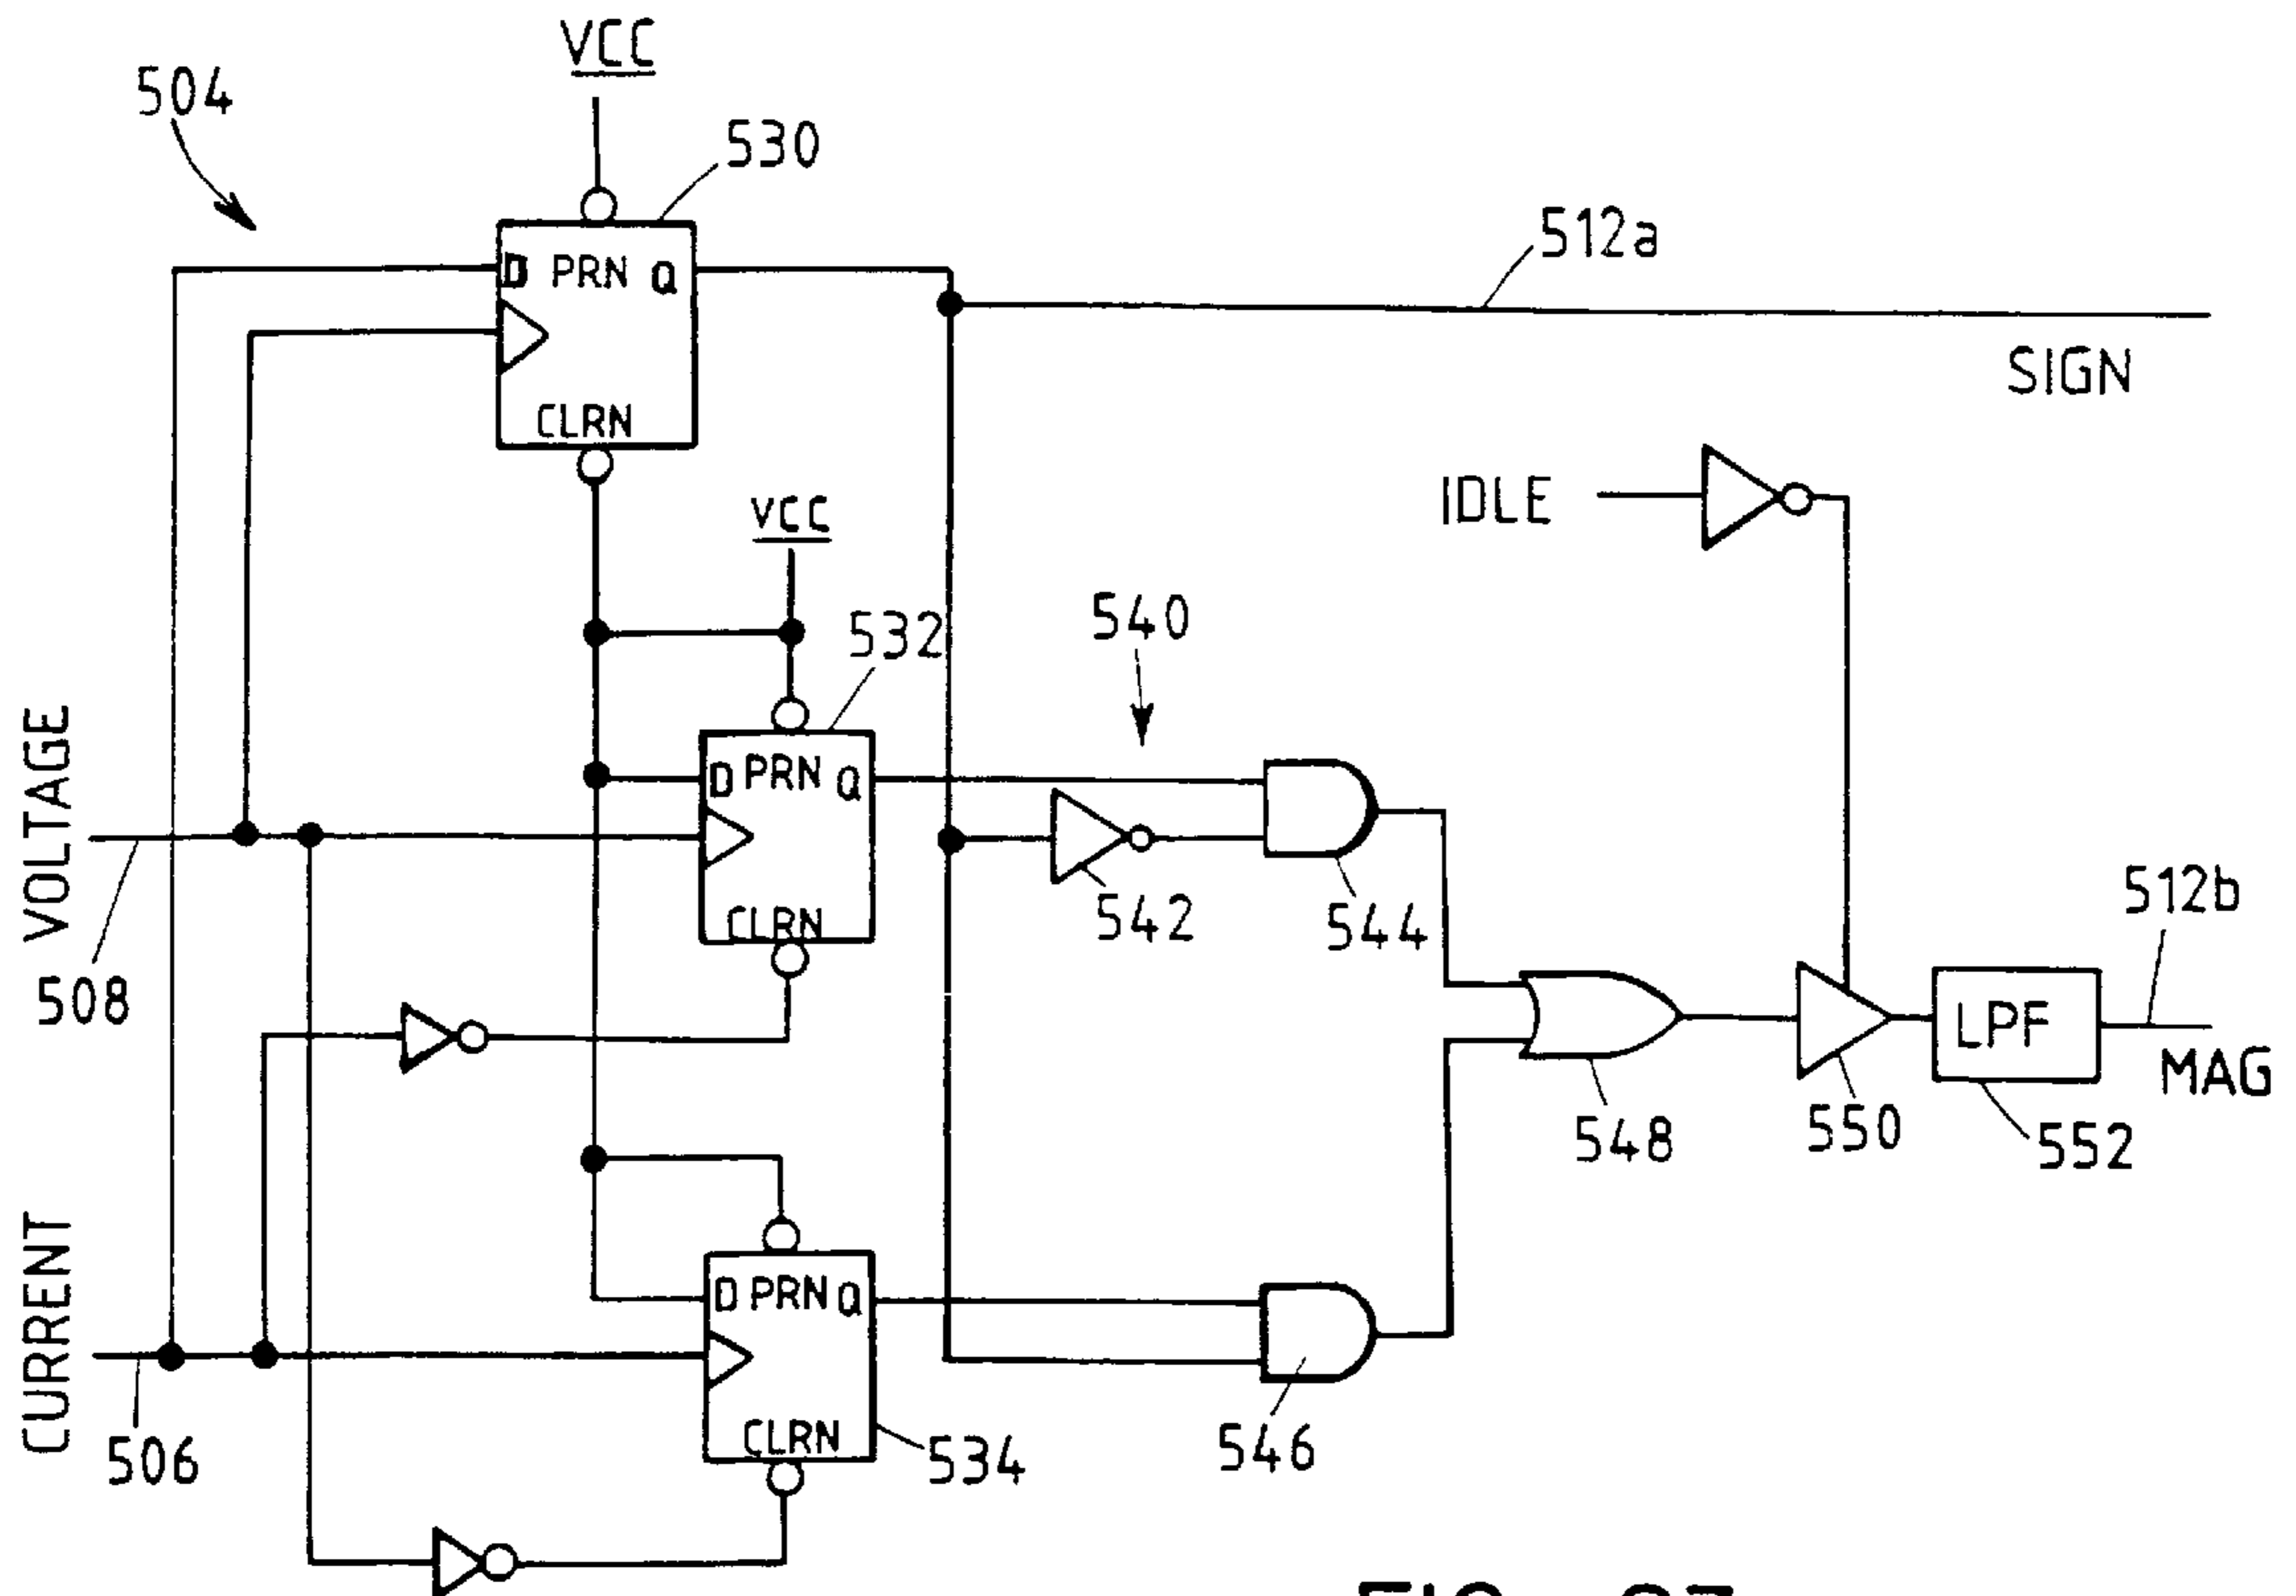 VCC
504
530
512a
D PRN Q
SIGN
CLRN
IDLE
VCC
532
540
VOLTAGE
D PRN Q
512b
542
544
CLRN
508
LPF
MAG
548
550
552
CURRENT
D PRN Q
CLRN
506
534
546